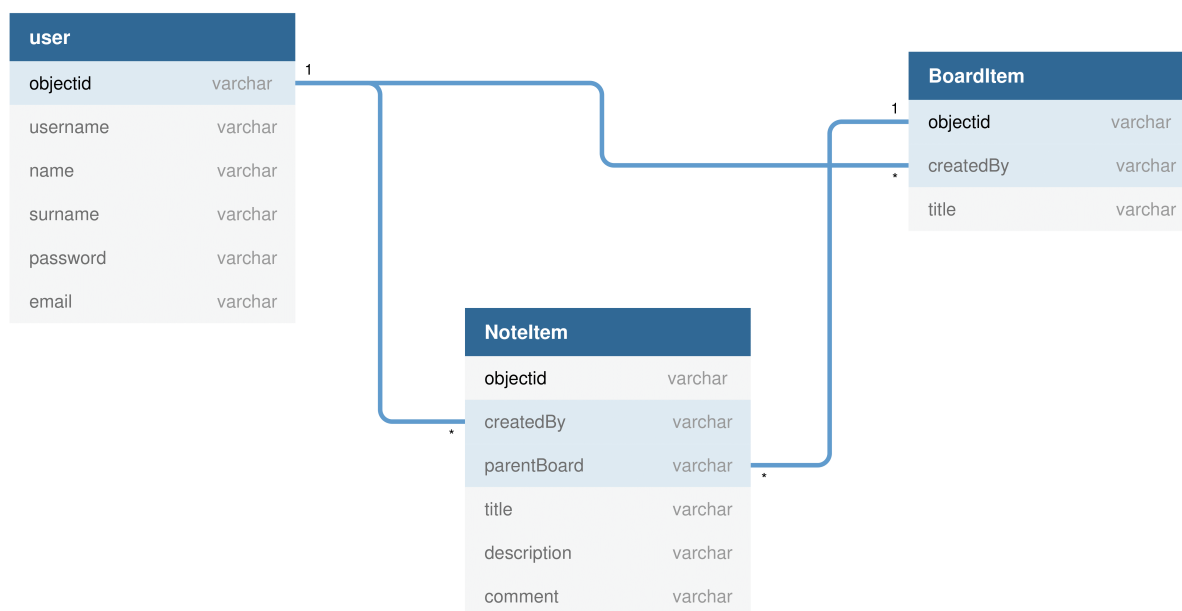 user
objectid varchar
username varchar
name varchar
surname varchar
password varchar
email varchar
1
BoardItem
1
objectid varchar
createdBy varchar
*
title varchar
NoteItem
objectid varchar
createdBy varchar
*
parentBoard varchar
*
title varchar
description varchar
comment varchar